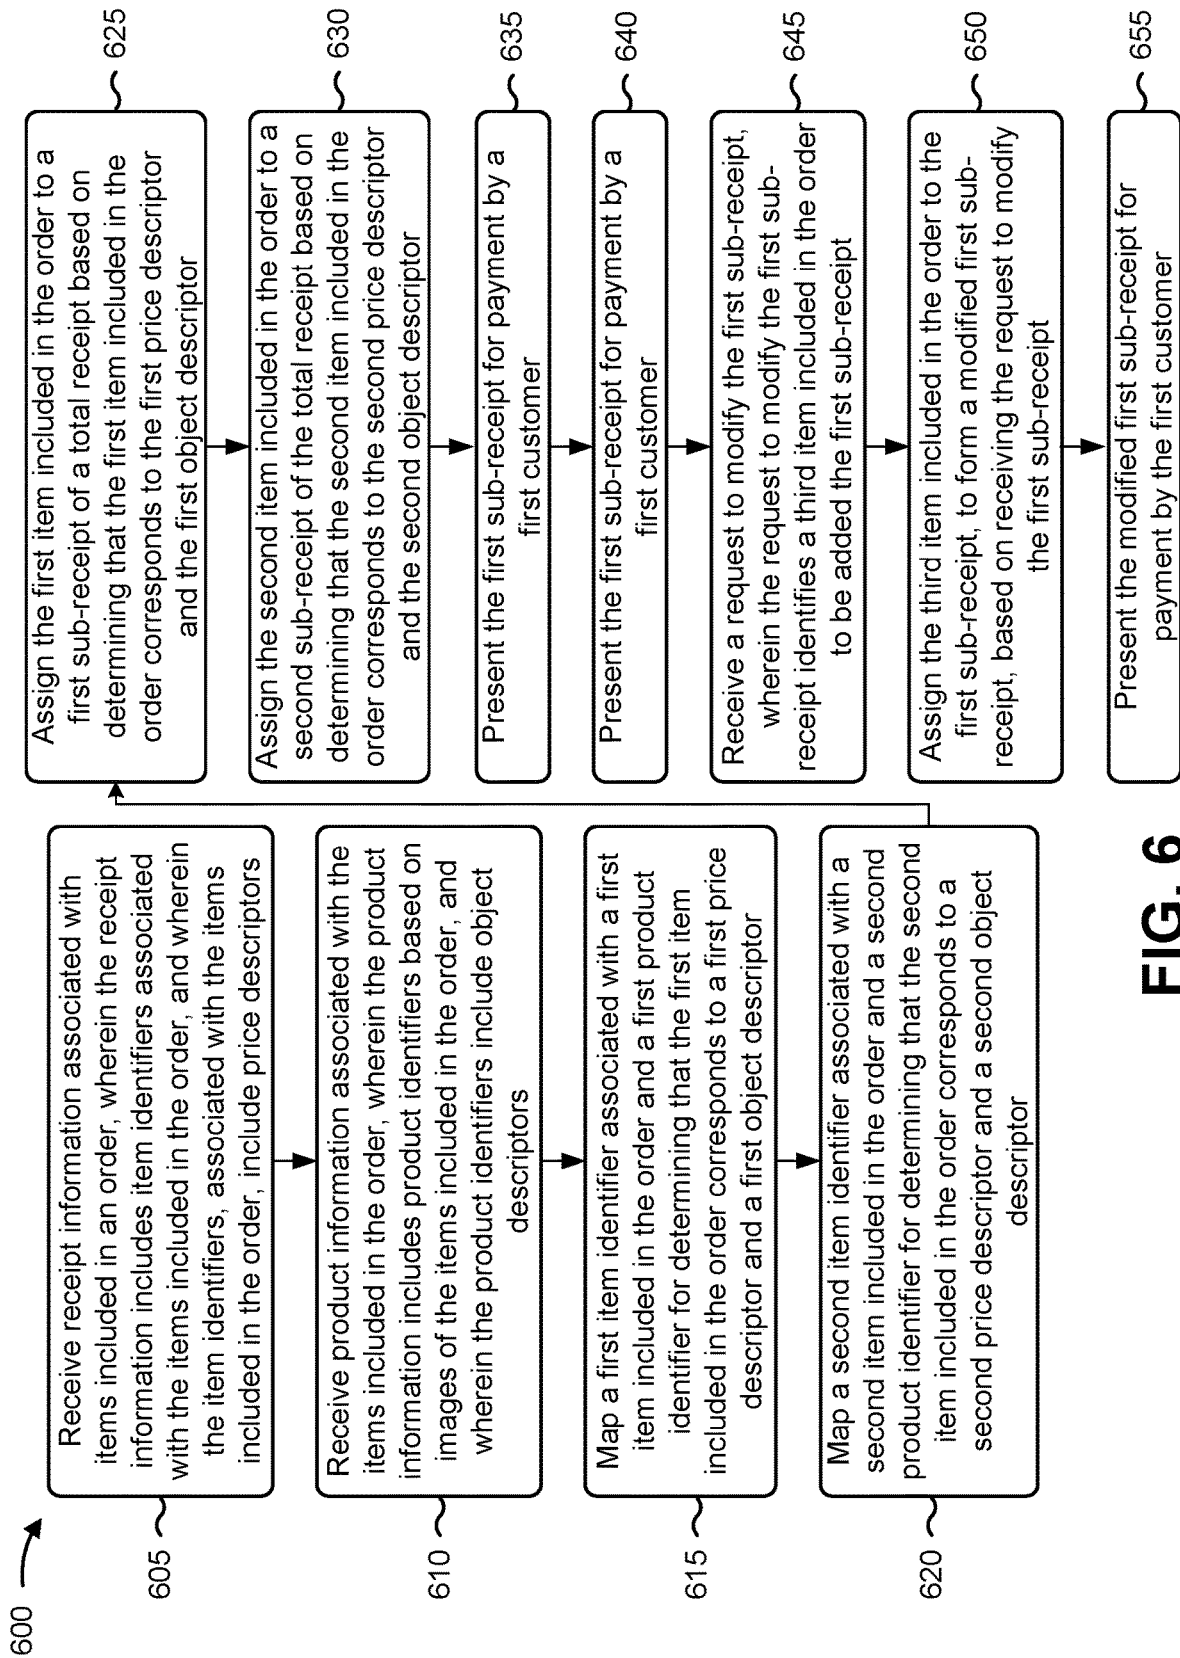 600
605
Receive receipt information associated with
items included in an order, wherein the receipt
information includes item identifiers associated
with the items included in the order, and wherein
the item identifiers, associated with the items
included in the order, include price descriptors
610
Receive product information associated with the
items included in the order, wherein the product
information includes product identifiers based on
images of the items included in the order, and
wherein the product identifiers include object
descriptors
615
Map a first item identifier associated with a first
item included in the order and a first product
identifier for determining that the first item
included in the order corresponds to a first price
descriptor and a first object descriptor
620
Map a second item identifier associated with a
second item included in the order and a second
product identifier for determining that the second
item included in the order corresponds to a
second price descriptor and a second object
descriptor
Assign the first item included in the order to a
first sub-receipt of a total receipt based on
determining that the first item included in the
order corresponds to the first price descriptor
and the first object descriptor
625
Assign the second item included in the order to a
second sub-receipt of the total receipt based on
determining that the second item included in the
order corresponds to the second price descriptor
and the second object descriptor
630
Present the first sub-receipt for payment by a
first customer
635
Present the first sub-receipt for payment by a
first customer
640
Receive a request to modify the first sub-receipt,
wherein the request to modify the first sub-
receipt identifies a third item included in the order
to be added the first sub-receipt
645
Assign the third item included in the order to the
first sub-receipt, to form a modified first sub-
receipt, based on receiving the request to modify
the first sub-receipt
650
Present the modified first sub-receipt for
payment by the first customer
655
FIG. 6